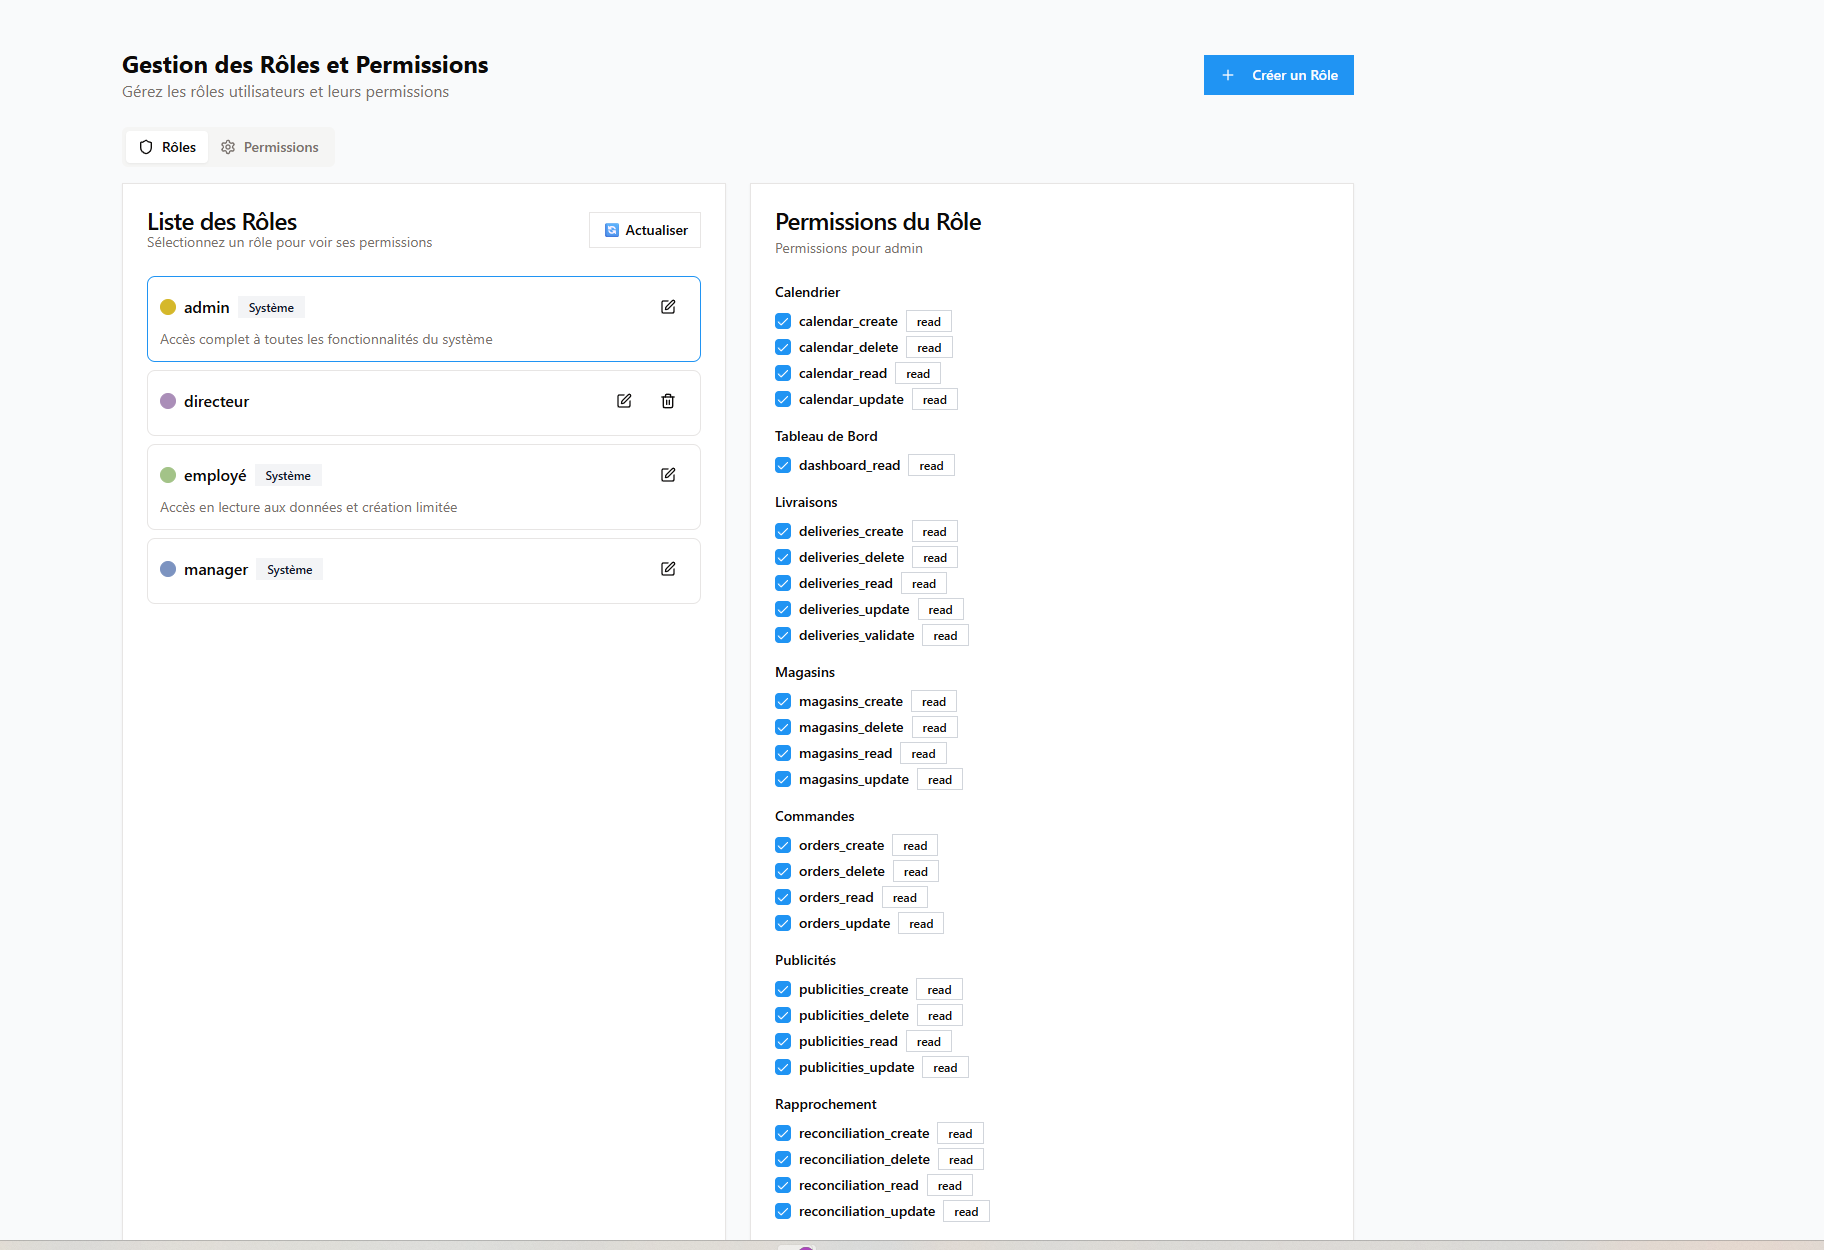 Gestion des Rôles et Permissions
Gérez les rôles utilisateurs et leurs permissions
Créer un Rôle
Rôles
Permissions
Liste des Rôles
Sélectionnez un rôle pour voir ses permissions
Actualiser
admin Système
Accès complet à toutes les fonctionnalités du système
directeur
employé Système
Accès en lecture aux données et création limitée
manager Système
Permissions du Rôle
Permissions pour admin
Calendrier
calendar_create read
calendar_delete read
calendar_read read
calendar_update read
Tableau de Bord
dashboard_read read
Livraisons
deliveries_create read
deliveries_delete read
deliveries_read read
deliveries_update read
deliveries_validate read
Magasins
magasins_create read
magasins_delete read
magasins_read read
magasins_update read
Commandes
orders_create read
orders_delete read
orders_read read
orders_update read
Publicités
publicities_create read
publicities_delete read
publicities_read read
publicities_update read
Rapprochement
reconciliation_create read
reconciliation_delete read
reconciliation_read read
reconciliation_update read